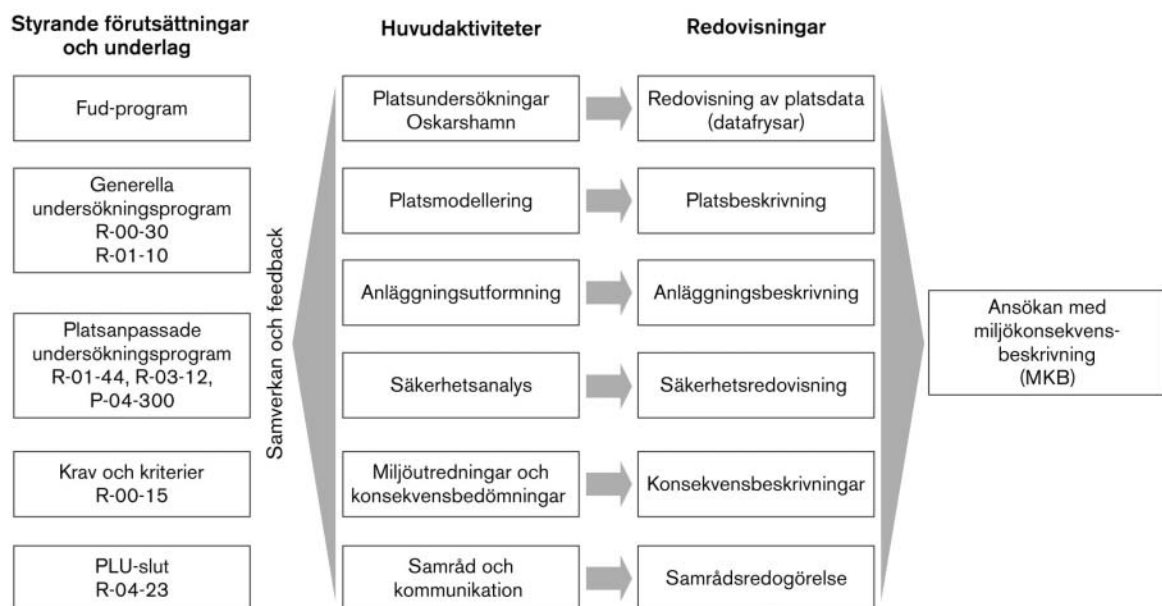 Styrande förutsättningar
och underlag
Fud-program
Generella
undersökningsprogram
R-00-30
R-01-10
Platsanpassade
undersökningsprogram
R-01-44, R-03-12,
P-04-300
Krav och kriterier
R-00-15
PLU-slut
R-04-23
Samverkan och feedback
Huvudaktiviteter
Platsundersökningar
Oskarshamn
Platsmodellering
Anläggningsutformning
Säkerhetsanalys
Miljöutredningar och
konsekvensbedömningar
Samråd och
kommunikation
Redovisningar
Redovisning av platsdata
(datafrysar)
Platsbeskrivning
Anläggningsbeskrivning
Säkerhetsredovisning
Konsekvensbeskrivningar
Samrådsredogörelse
Ansökan med
miljökonsekvens-
beskrivning
(MKB)